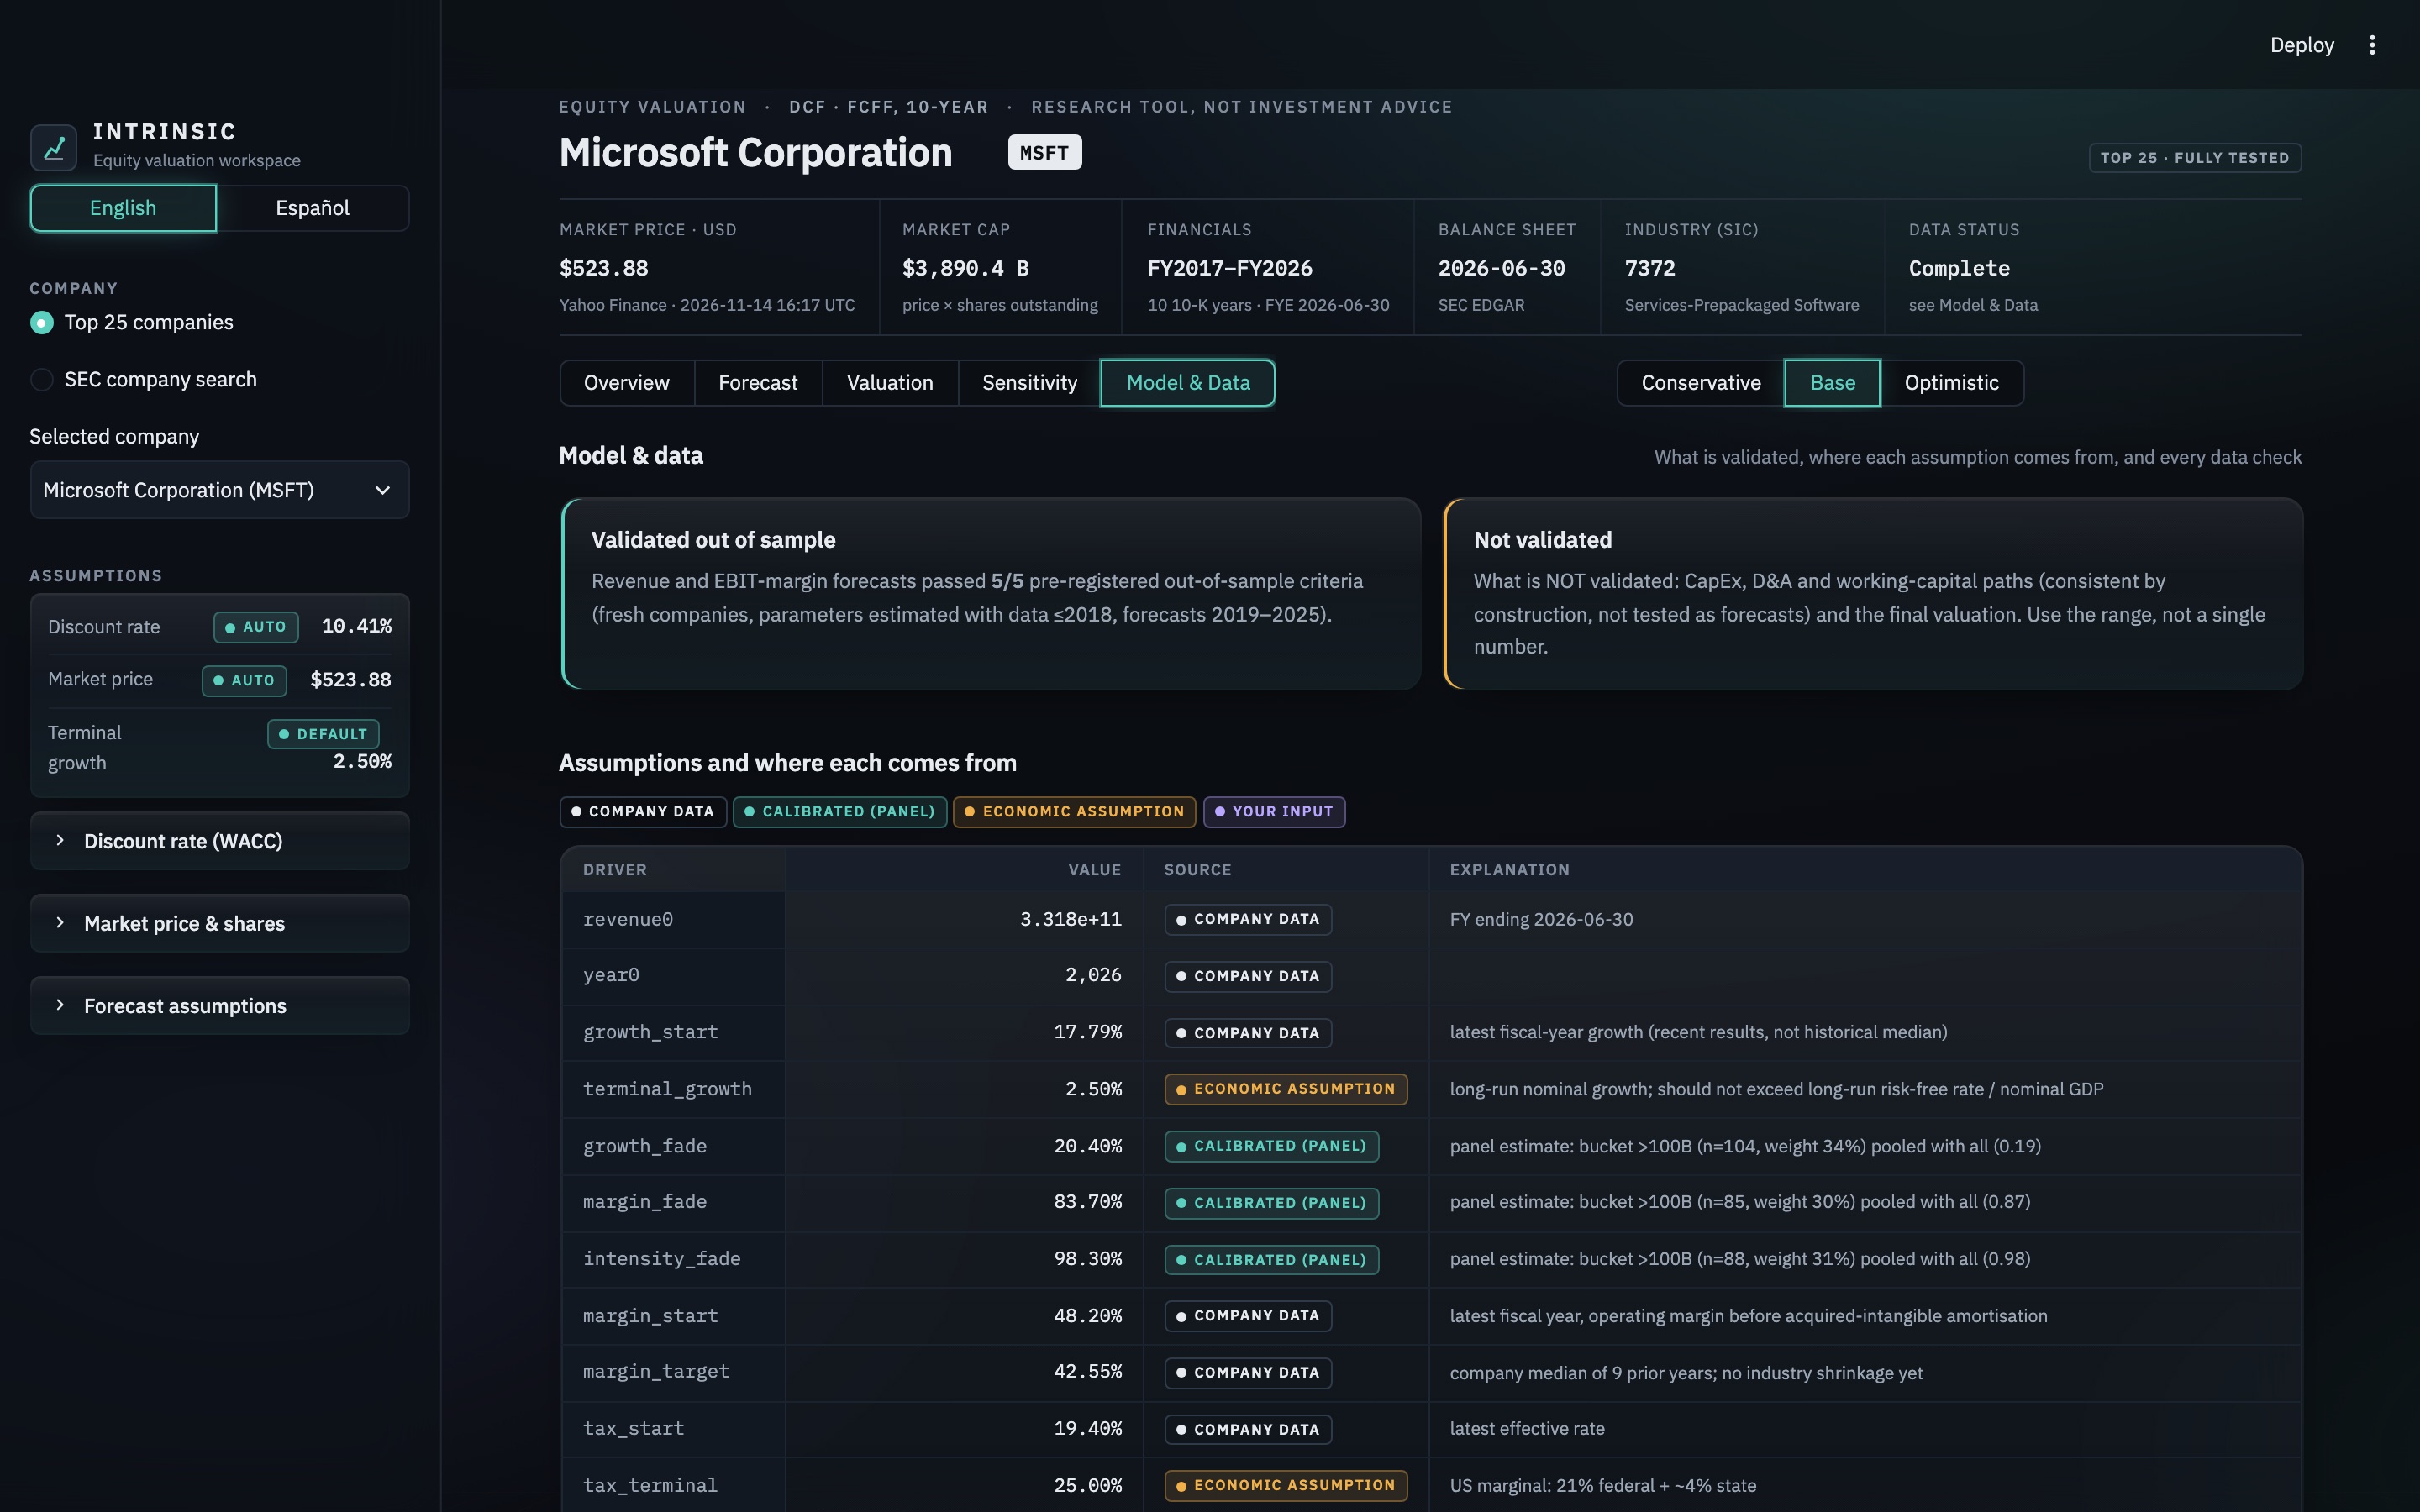 Deploy
INTRINSIC
Equity valuation workspace
English
Español
COMPANY
Top 25 companies
SEC company search
Selected company
Microsoft Corporation (MSFT)
ASSUMPTIONS
Discount rate AUTO 10.41%
Market price AUTO $523.88
Terminal growth DEFAULT 2.50%
Discount rate (WACC)
Market price & shares
Forecast assumptions
EQUITY VALUATION · DCF · FCFF, 10-YEAR · RESEARCH TOOL, NOT INVESTMENT ADVICE
Microsoft Corporation MSFT
TOP 25 · FULLY TESTED
MARKET PRICE · USD
$523.88
Yahoo Finance · 2026-11-14 16:17 UTC
MARKET CAP
$3,890.4 B
price × shares outstanding
FINANCIALS
FY2017–FY2026
10 10-K years · FYE 2026-06-30
BALANCE SHEET
2026-06-30
SEC EDGAR
INDUSTRY (SIC)
7372
Services-Prepackaged Software
DATA STATUS
Complete
see Model & Data
Overview Forecast Valuation Sensitivity Model & Data
Conservative Base Optimistic
Model & data
What is validated, where each assumption comes from, and every data check
Validated out of sample
Revenue and EBIT-margin forecasts passed 5/5 pre-registered out-of-sample criteria
(fresh companies, parameters estimated with data ≤2018, forecasts 2019–2025).
Not validated
What is NOT validated: CapEx, D&A and working-capital paths (consistent by
construction, not tested as forecasts) and the final valuation. Use the range, not a single
number.
Assumptions and where each comes from
COMPANY DATA CALIBRATED (PANEL) ECONOMIC ASSUMPTION YOUR INPUT
DRIVER VALUE SOURCE EXPLANATION
revenue0 3.318e+11 COMPANY DATA FY ending 2026-06-30
year0 2,026 COMPANY DATA
growth_start 17.79% COMPANY DATA latest fiscal-year growth (recent results, not historical median)
terminal_growth 2.50% ECONOMIC ASSUMPTION long-run nominal growth; should not exceed long-run risk-free rate / nominal GDP
growth_fade 20.40% CALIBRATED (PANEL) panel estimate: bucket >100B (n=104, weight 34%) pooled with all (0.19)
margin_fade 83.70% CALIBRATED (PANEL) panel estimate: bucket >100B (n=85, weight 30%) pooled with all (0.87)
intensity_fade 98.30% CALIBRATED (PANEL) panel estimate: bucket >100B (n=88, weight 31%) pooled with all (0.98)
margin_start 48.20% COMPANY DATA latest fiscal year, operating margin before acquired-intangible amortisation
margin_target 42.55% COMPANY DATA company median of 9 prior years; no industry shrinkage yet
tax_start 19.40% COMPANY DATA latest effective rate
tax_terminal 25.00% ECONOMIC ASSUMPTION US marginal: 21% federal + ~4% state